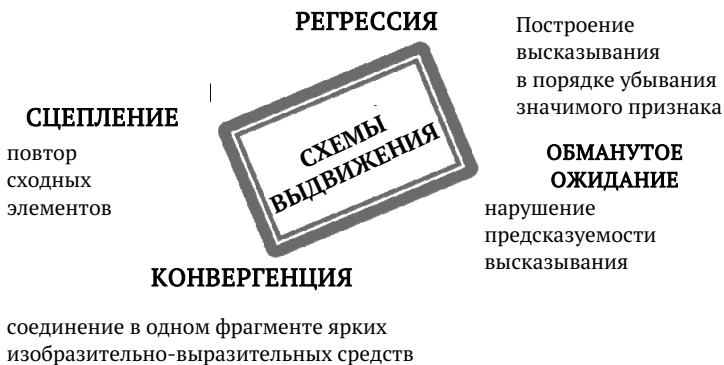 РЕГРЕССИЯ
Построение
высказывания
в порядке убывания
значимого признака
СЦЕПЛЕНИЕ
повтор
сходных
элементов
СХЕМЫ
ВЫДВИЖЕНИЯ
ОБМАНУТОЕ
ОЖИДАНИЕ
нарушение
предсказуемости
высказывания
КОНВЕРГЕНЦИЯ
соединение в одном фрагменте ярких
изобразительно-выразительных средств